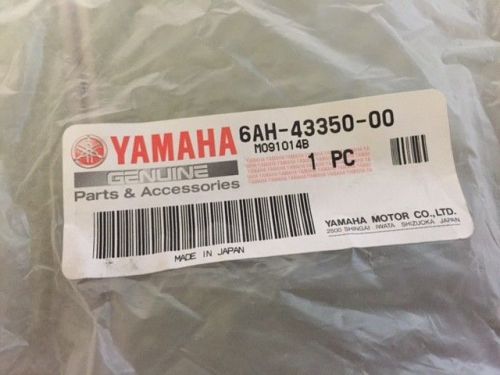 YAMAHA
GENUINE
Parts & Accessories
6AH-43350-00
M091014B
1 PC
MADE IN JAPAN
YAMAHA MOTOR CO.,LTD.
2500 SHINGAI IWATA SHIZUOKA JAPAN